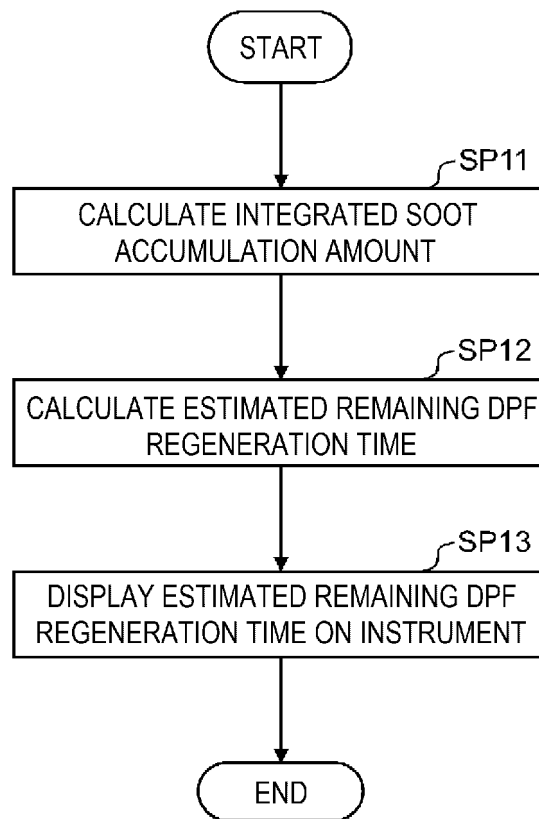 START
SP11
CALCULATE INTEGRATED SOOT
ACCUMULATION AMOUNT
SP12
CALCULATE ESTIMATED REMAINING DPF
REGENERATION TIME
SP13
DISPLAY ESTIMATED REMAINING DPF
REGENERATION TIME ON INSTRUMENT
END